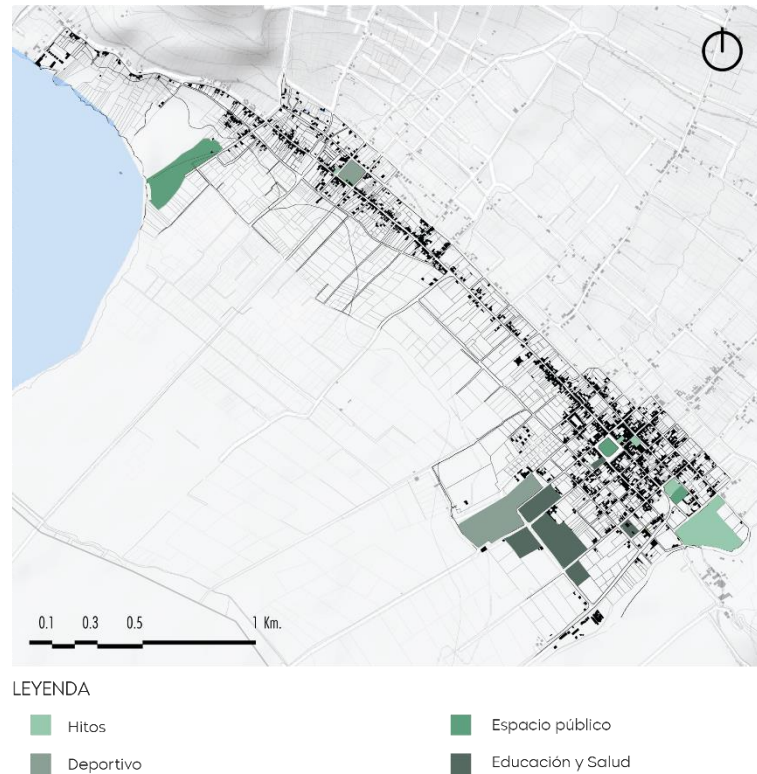 0.1 0.3 0.5 1 Km.
LEYENDA
Hitos
Espacio público
Deportivo
Educación y Salud